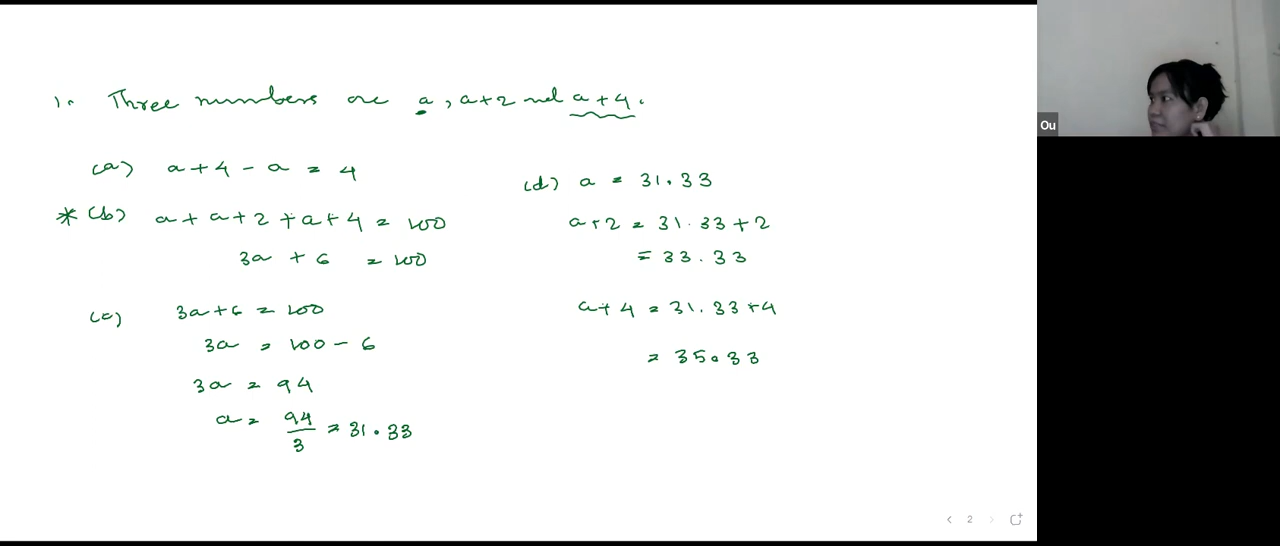 1. Three numbers are a, a+2 and a+4.
(a) a+4-a = 4
* (b) a+a+2+a+4 = 100
3a + 6 = 100
(c) 3a+6 = 100
3a = 100-6
3a = 94
a = 94/3 = 31.33
(d) a = 31.33
a+2 = 31.33+2
= 33.33
a+4 = 31.33+4
= 35.33
Ou
2